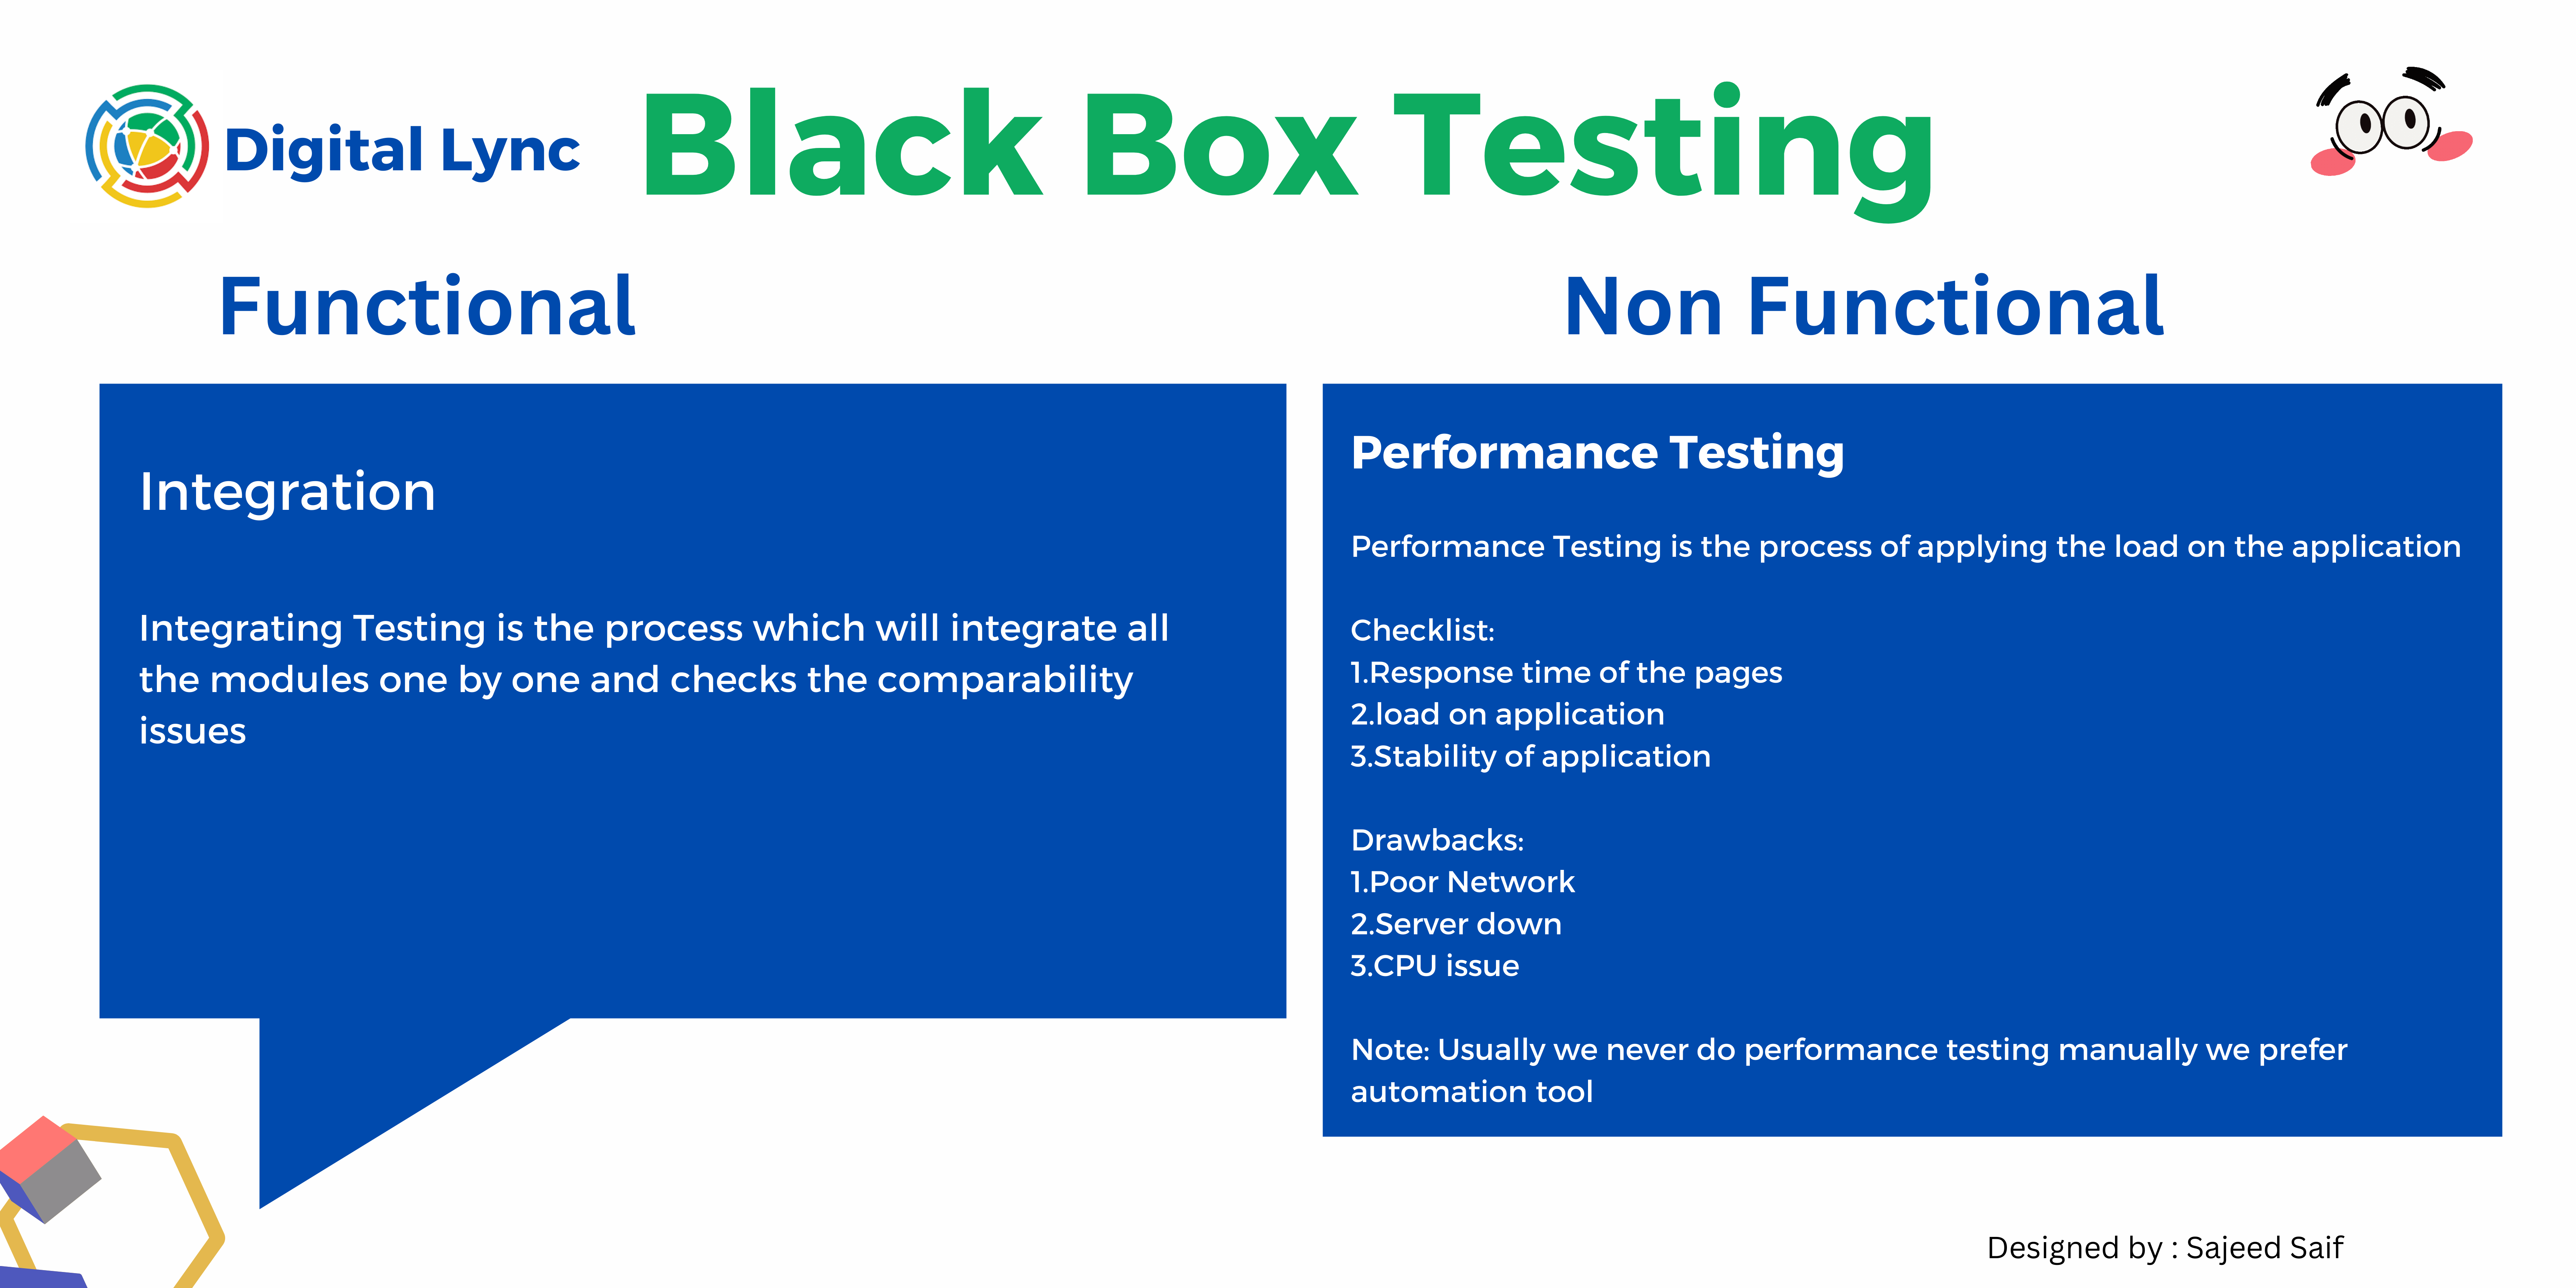 Digital Lync
Black Box Testing
Functional
Non Functional
Integration
Integrating Testing is the process which will integrate all
the modules one by one and checks the comparability
issues
Performance Testing
Performance Testing is the process of applying the load on the application
Checklist:
1.Response time of the pages
2.load on application
3.Stability of application
Drawbacks:
1.Poor Network
2.Server down
3.CPU issue
Note: Usually we never do performance testing manually we prefer
automation tool
Designed by : Sajeed Saif